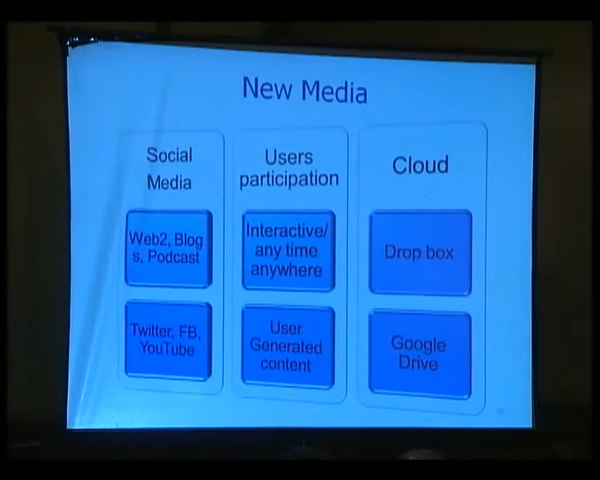 New Media
Social
Media
Web2, Blog
s, Podcast
Twitter, FB,
YouTube
Users
participation
Interactive/
any time
anywhere
User
Generated
content
Cloud
Drop box
Google
Drive